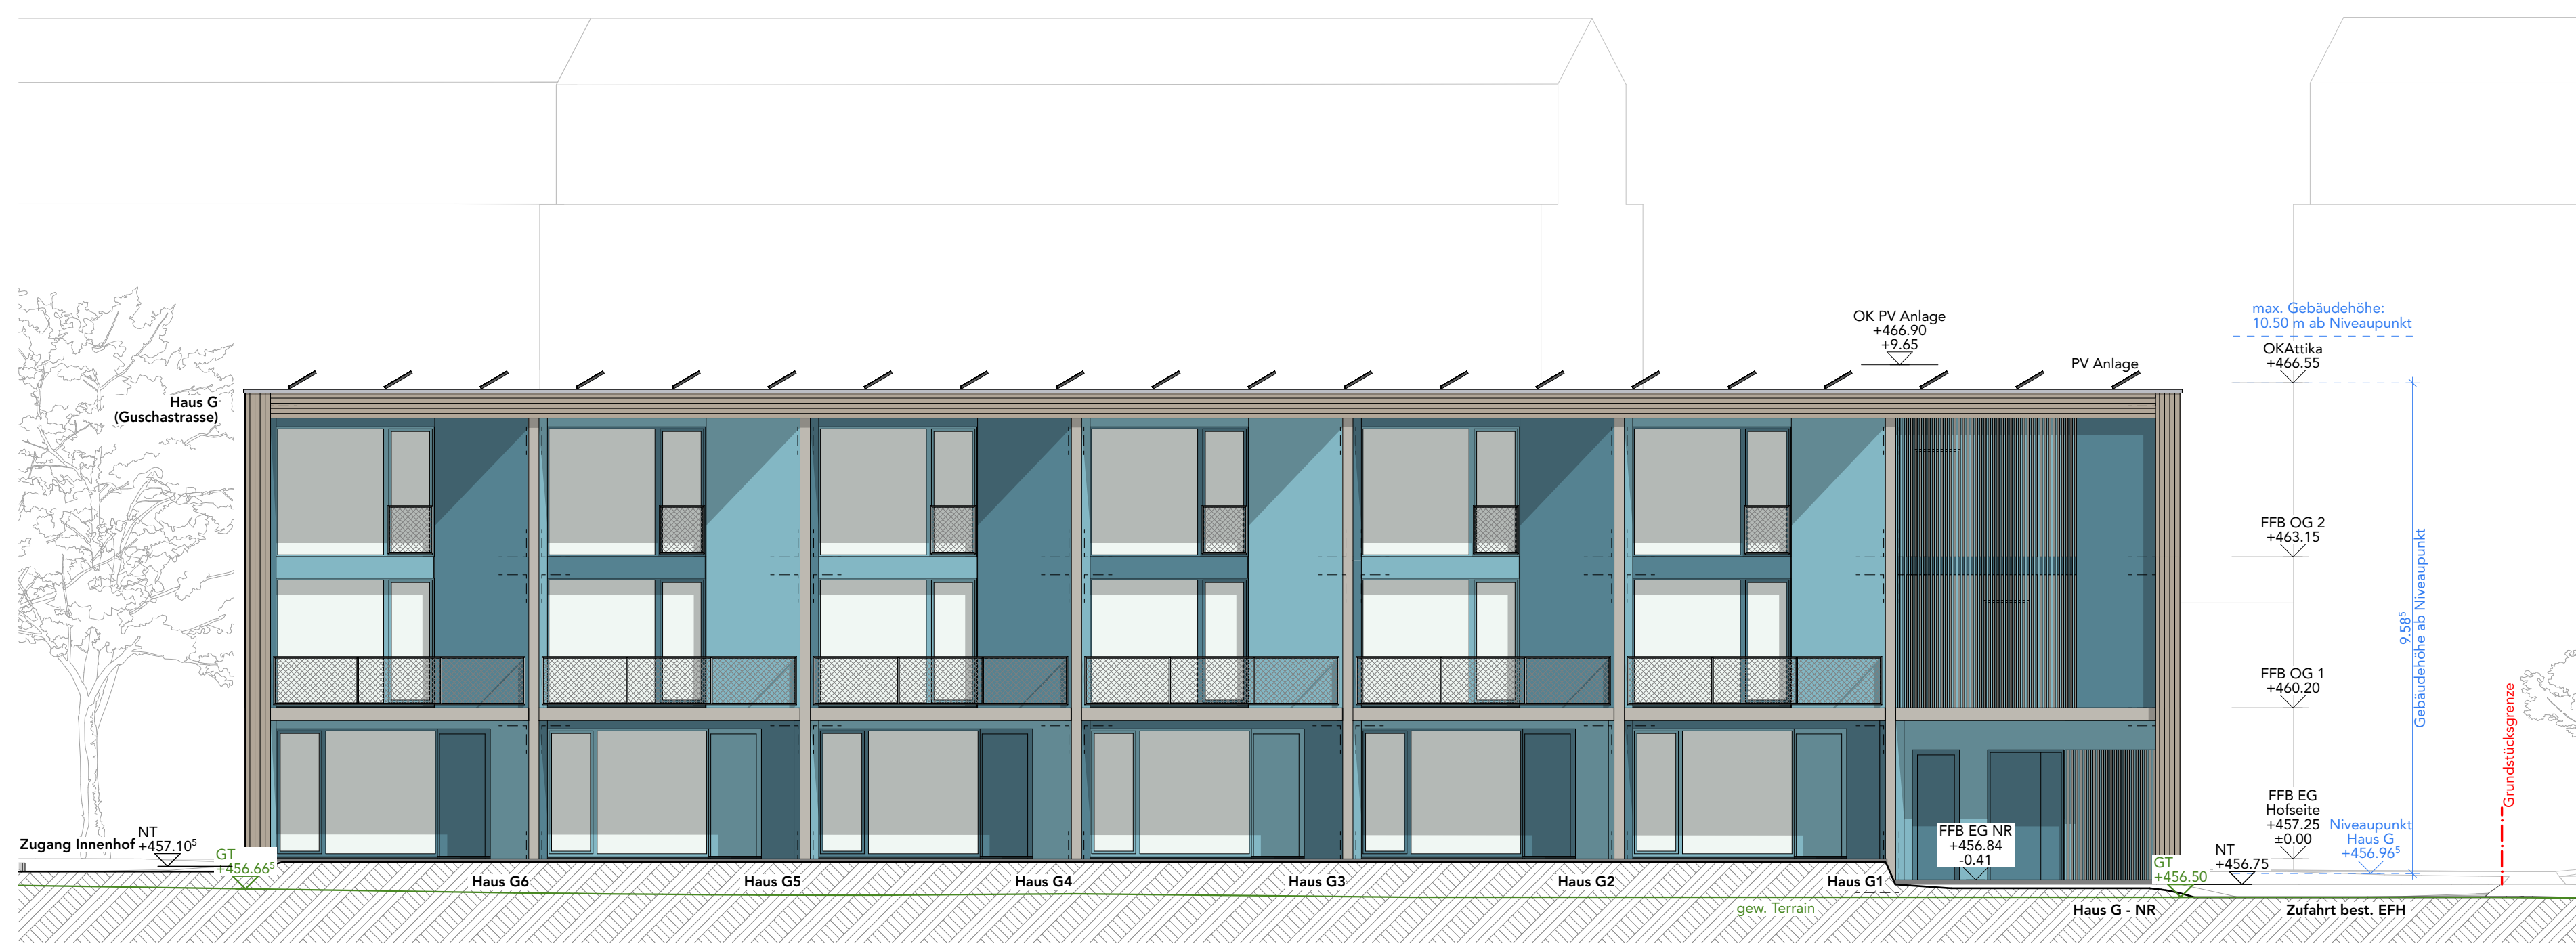 OK PV Anlage
+466.90
+9.65
max. Gebäudehöhe:
10.50 m ab Niveaupunkt
OKAttika
+466.55
PV Anlage
Haus G
(Guschastrasse)
FFB OG 2
+463.15
9.58⁵
Gebäudehöhe ab Niveaupunkt
FFB OG 1
+460.20
Grundstücksgrenze
FFB EG
Hofseite
+457.25
±0.00
Niveaupunkt
Haus G
+456.96⁵
Zugang Innenhof
NT
+457.10⁵
GT
+456.66⁵
FFB EG NR
+456.84
-0.41
GT
+456.50
NT
+456.75
Haus G6
Haus G5
Haus G4
Haus G3
Haus G2
Haus G1
gew. Terrain
Haus G - NR
Zufahrt best. EFH